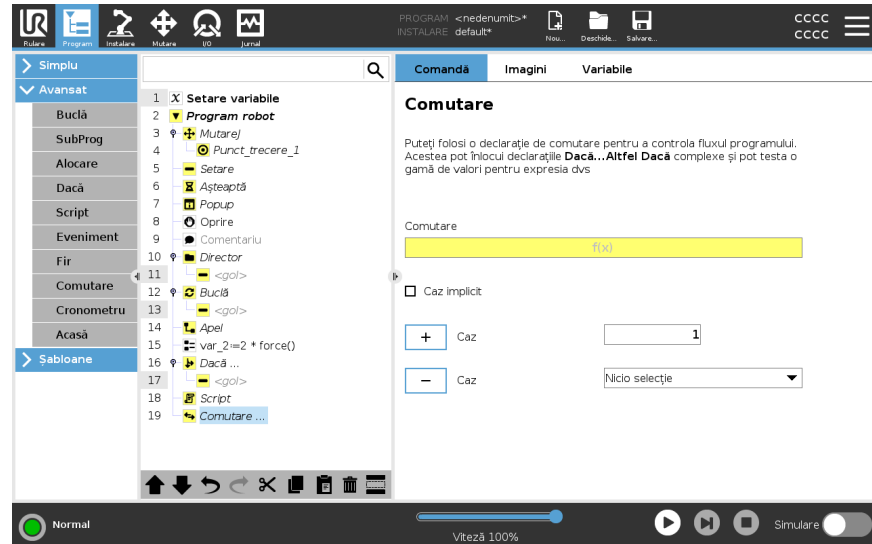 UR
Rulare
Program
Instalare
Mutare
I/O
Jurnal
PROGRAM <nedenumit>*
INSTALARE default*
Nou...
Deschide...
Salvare...
CCCC
CCCC
Simplu
Avansat
Buclă
SubProg
Alocare
Dacă
Script
Eveniment
Fir
Comutare
Cronometru
Acasă
Șabloane
1 X Setare variabile
2 Program robot
3 MutareJ
4 Punct_trecere_1
5 Setare
6 Așteaptă
7 Popup
8 Oprire
9 Comentariu
10 Director
11 <gol>
12 Buclă
13 <gol>
14 Apel
15 var_2:=2 * force()
16 Dacă ...
17 <gol>
18 Script
19 Comutare ...
Comandă
Imagini
Variabile
Comutare
Puteți folosi o declarație de comutare pentru a controla fluxul programului.
Acestea pot înlocui declarațiile Dacă...Altfel Dacă complexe și pot testa o
gamă de valori pentru expresia dvs
Comutare
f(x)
Caz implicit
+ Caz 1
− Caz Nicio selecție
Normal
Viteză 100%
Simulare